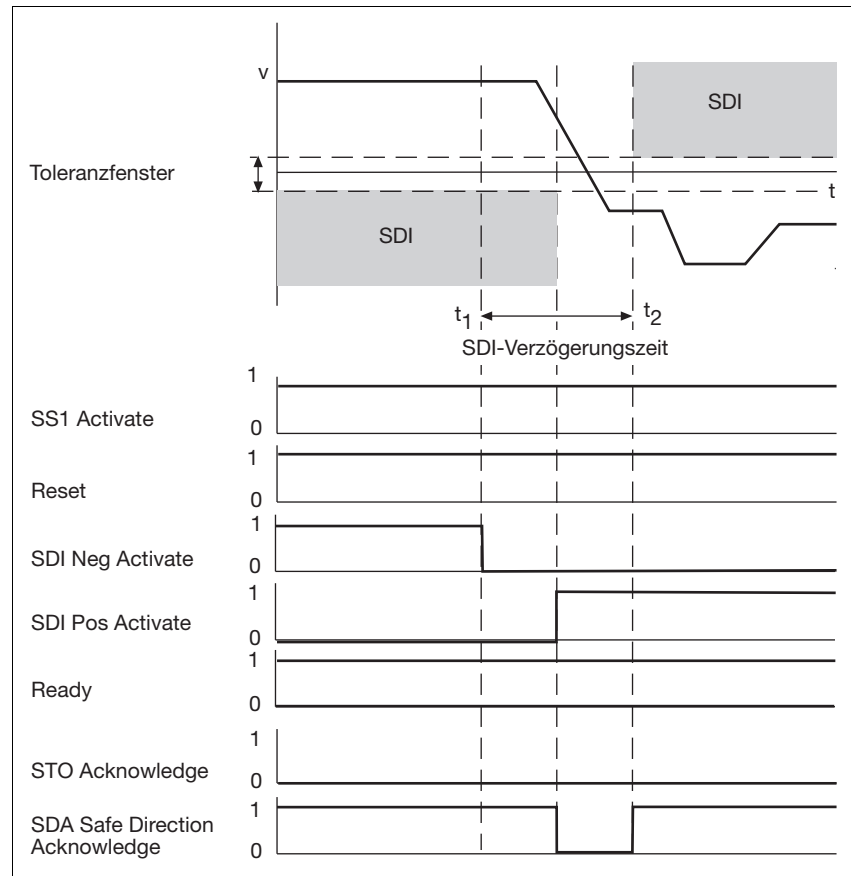 v
SDI
Toleranzfenster
t
SDI
t1
t2
SDI-Verzögerungszeit
1
SS1 Activate
0
1
Reset
0
1
SDI Neg Activate
0
1
SDI Pos Activate
0
1
Ready
0
1
STO Acknowledge
0
1
SDA Safe Direction
Acknowledge
0